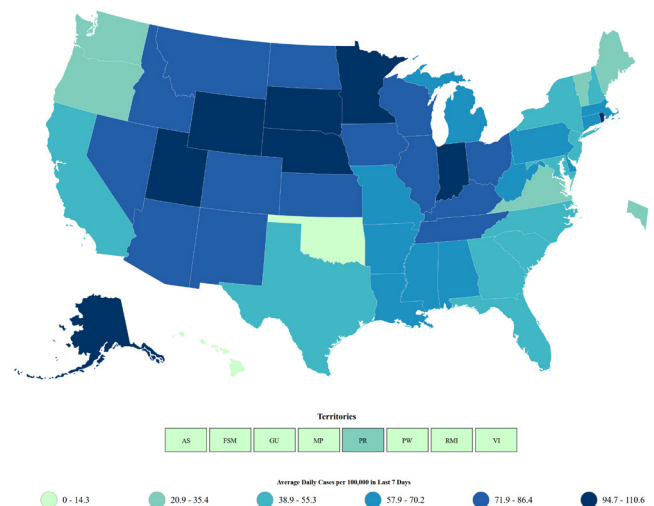 Territories
AS FSM GU MP PR PW RMI VI
Average Daily Cases per 100,000 in Last 7 Days
0 - 14.3 20.9 - 35.4 38.9 - 55.3 57.9 - 70.2 71.9 - 86.4 94.7 - 110.6